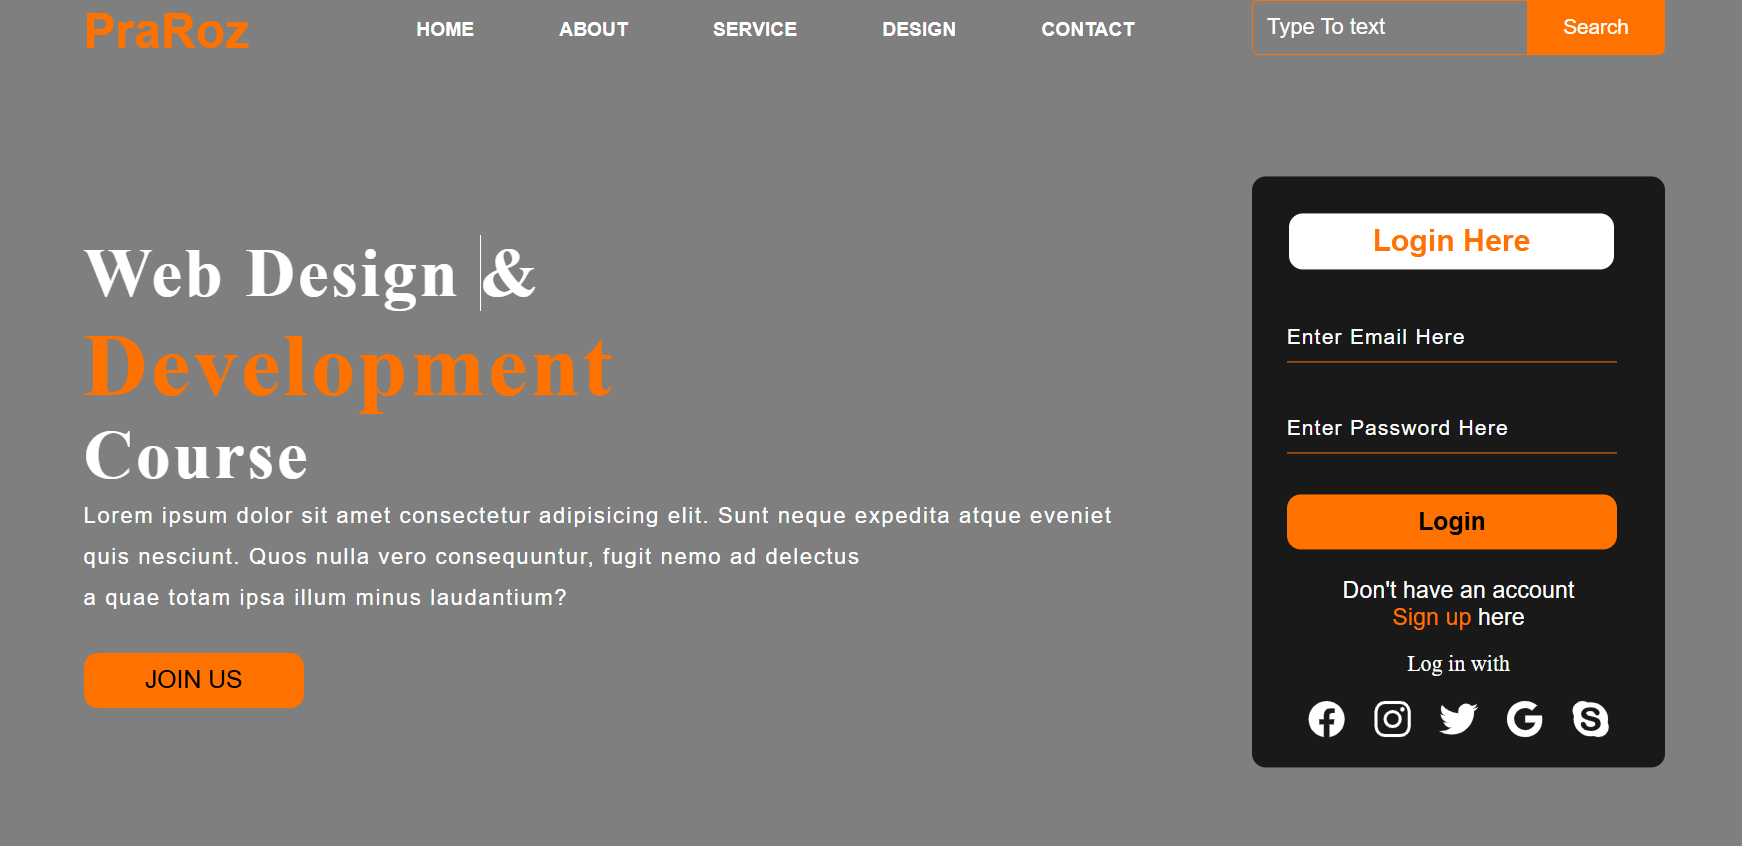 PraRoz
HOME
ABOUT
SERVICE
DESIGN
CONTACT
Type To text
Search
Web Design &
Development
Course
Lorem ipsum dolor sit amet consectetur adipisicing elit. Sunt neque expedita atque eveniet
quis nesciunt. Quos nulla vero consequuntur, fugit nemo ad delectus
a quae totam ipsa illum minus laudantium?
JOIN US
Login Here
Enter Email Here
Enter Password Here
Login
Don't have an account
Sign up here
Log in with